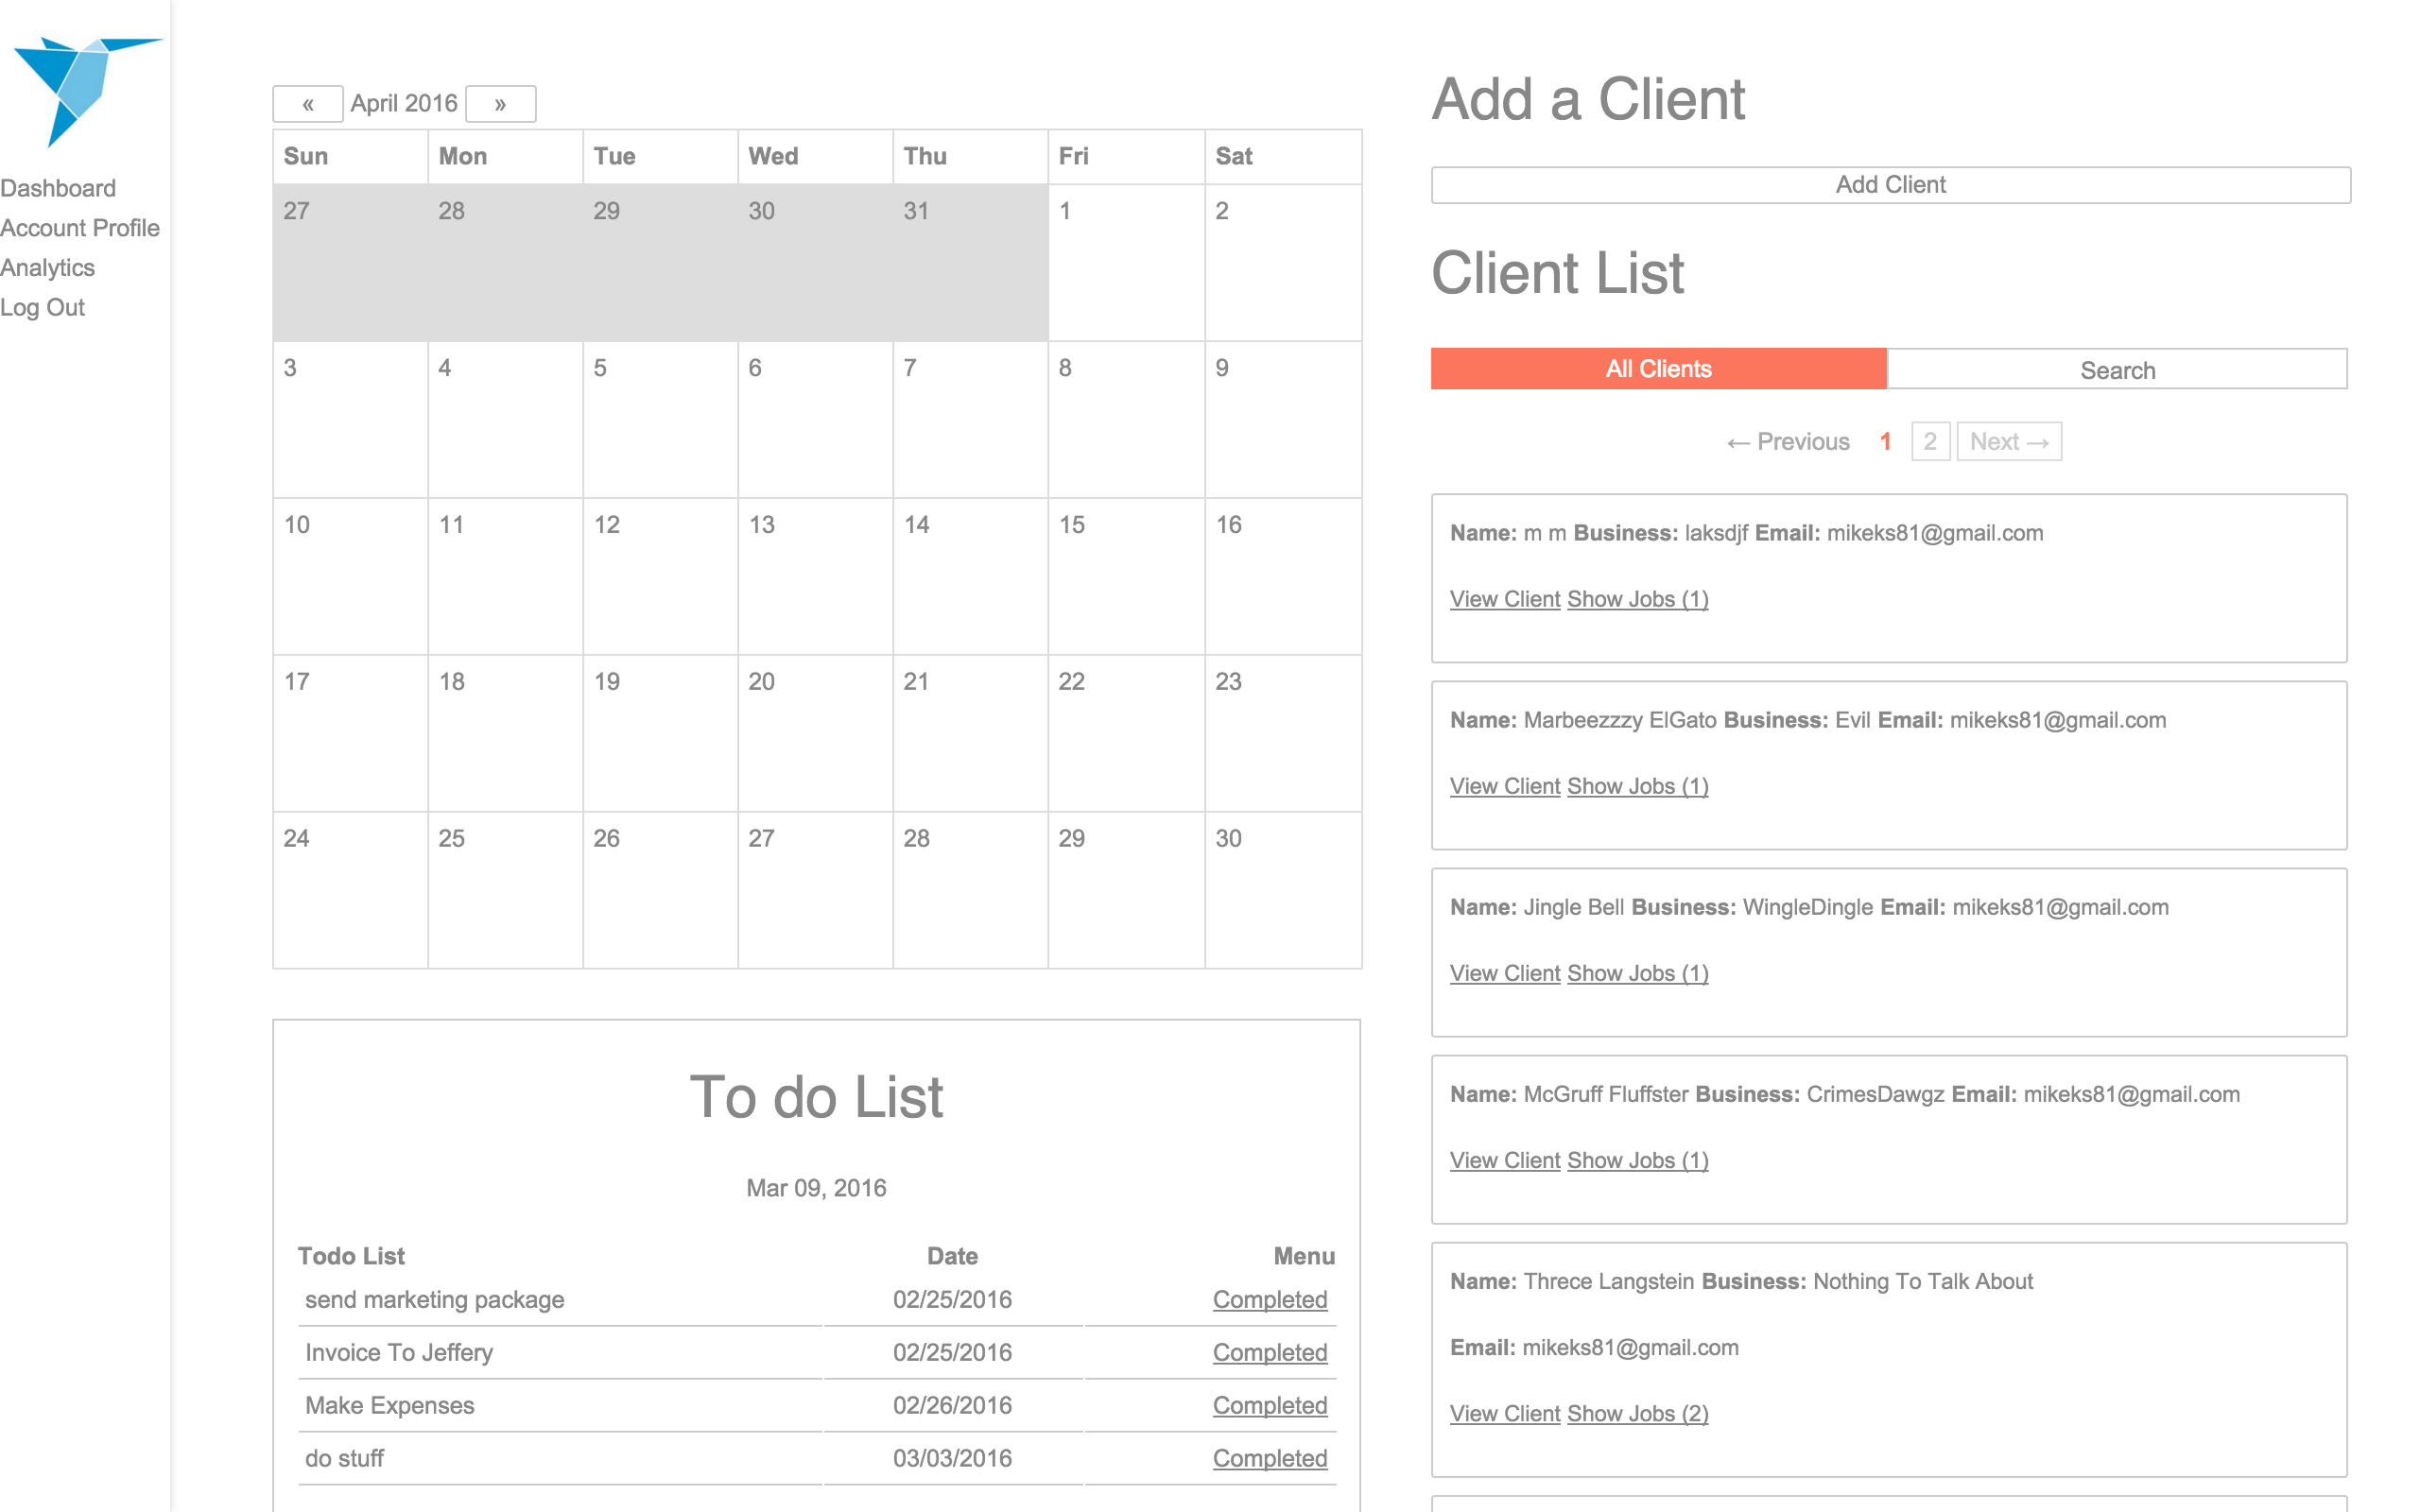 Dashboard
Account Profile
Analytics
Log Out
« April 2016 »
Sun Mon Tue Wed Thu Fri Sat
27 28 29 30 31 1 2
3 4 5 6 7 8 9
10 11 12 13 14 15 16
17 18 19 20 21 22 23
24 25 26 27 28 29 30
To do List
Mar 09, 2016
Todo List Date Menu
send marketing package 02/25/2016 Completed
Invoice To Jeffery 02/25/2016 Completed
Make Expenses 02/26/2016 Completed
do stuff 03/03/2016 Completed
Add a Client
Add Client
Client List
All Clients Search
← Previous 1 2 Next →
Name: m m Business: laksdjf Email: mikeks81@gmail.com
View Client Show Jobs (1)
Name: Marbeezzzy ElGato Business: Evil Email: mikeks81@gmail.com
View Client Show Jobs (1)
Name: Jingle Bell Business: WingleDingle Email: mikeks81@gmail.com
View Client Show Jobs (1)
Name: McGruff Fluffster Business: CrimesDawgz Email: mikeks81@gmail.com
View Client Show Jobs (1)
Name: Threce Langstein Business: Nothing To Talk About
Email: mikeks81@gmail.com
View Client Show Jobs (2)